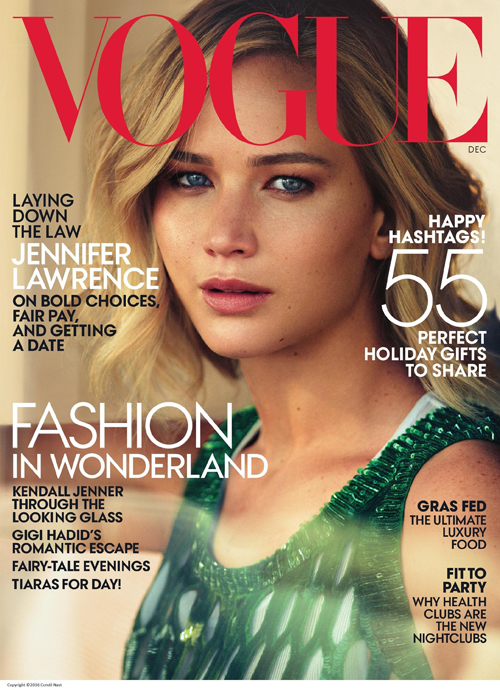 VOGUE
DEC
LAYING
DOWN
THE LAW
JENNIFER
LAWRENCE
ON BOLD CHOICES,
FAIR PAY,
AND GETTING
A DATE
HAPPY
HASHTAGS!
55
PERFECT
HOLIDAY GIFTS
TO SHARE
FASHION
IN WONDERLAND
KENDALL JENNER
THROUGH THE
LOOKING GLASS
GIGI HADID'S
ROMANTIC ESCAPE
FAIRY-TALE EVENINGS
TIARAS FOR DAY!
GRAS FED
THE ULTIMATE
LUXURY
FOOD
FIT TO
PARTY
WHY HEALTH
CLUBS ARE
THE NEW
NIGHTCLUBS